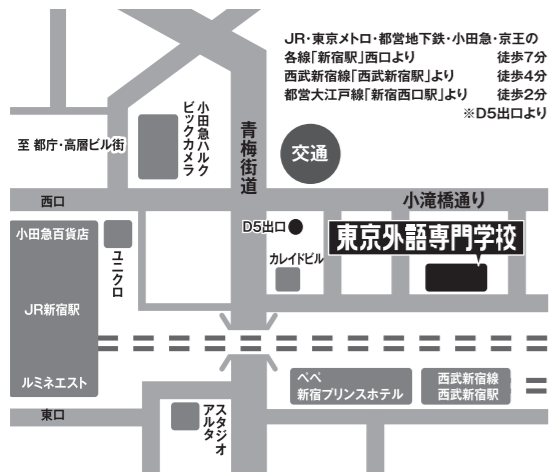 JR・東京メトロ・都営地下鉄・小田急・京王の
各線「新宿駅」西口より 徒歩7分
西武新宿線「西武新宿駅」より 徒歩4分
都営大江戸線「新宿西口駅」より 徒歩2分
※D5出口より
小田急ハルク
ビックカメラ
青梅街道
至 都庁・高層ビル街
交通
西口
小滝橋通り
小田急百貨店
ユニクロ
D5出口
東京外語専門学校
カレイドビル
JR新宿駅
ルミネエスト
ペペ
新宿プリンスホテル
西武新宿線
西武新宿駅
東口
スタジオ
アルタ